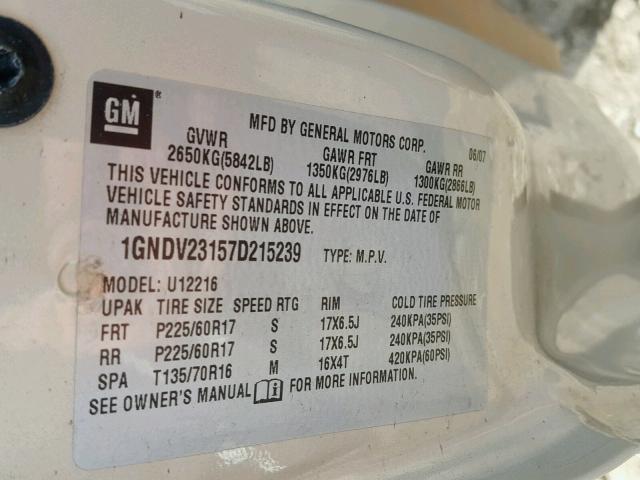 GM ®
MFD BY GENERAL MOTORS CORP. 06/07
GVWR GAWR FRT GAWR RR
2650KG(5842LB) 1350KG(2976LB) 1300KG(2866LB)
THIS VEHICLE CONFORMS TO ALL APPLICABLE U.S. FEDERAL MOTOR
VEHICLE SAFETY STANDARDS IN EFFECT ON THE DATE OF
MANUFACTURE SHOWN ABOVE.
1GNDV23157D215239 TYPE: M.P.V.
MODEL: U12216
UPAK TIRE SIZE SPEED RTG RIM COLD TIRE PRESSURE
FRT P225/60R17 S 17X6.5J 240KPA(35PSI)
RR P225/60R17 S 17X6.5J 240KPA(35PSI)
SPA T135/70R16 M 16X4T 420KPA(60PSI)
SEE OWNER'S MANUAL i FOR MORE INFORMATION.